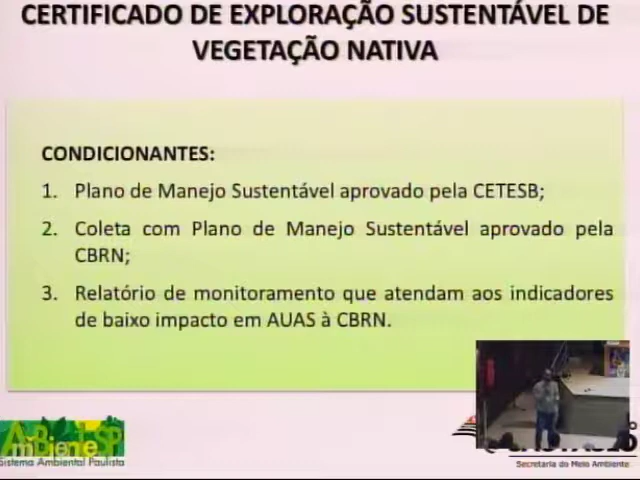 CERTIFICADO DE EXPLORAÇÃO SUSTENTÁVEL DE
VEGETAÇÃO NATIVA
CONDICIONANTES:
1. Plano de Manejo Sustentável aprovado pela CETESB;
2. Coleta com Plano de Manejo Sustentável aprovado pela
CBRN;
3. Relatório de monitoramento que atendam aos indicadores
de baixo impacto em AUAS à CBRN.
AmBienteSP
Sistema Ambiental Paulista
Secretaria do Meio Ambiente